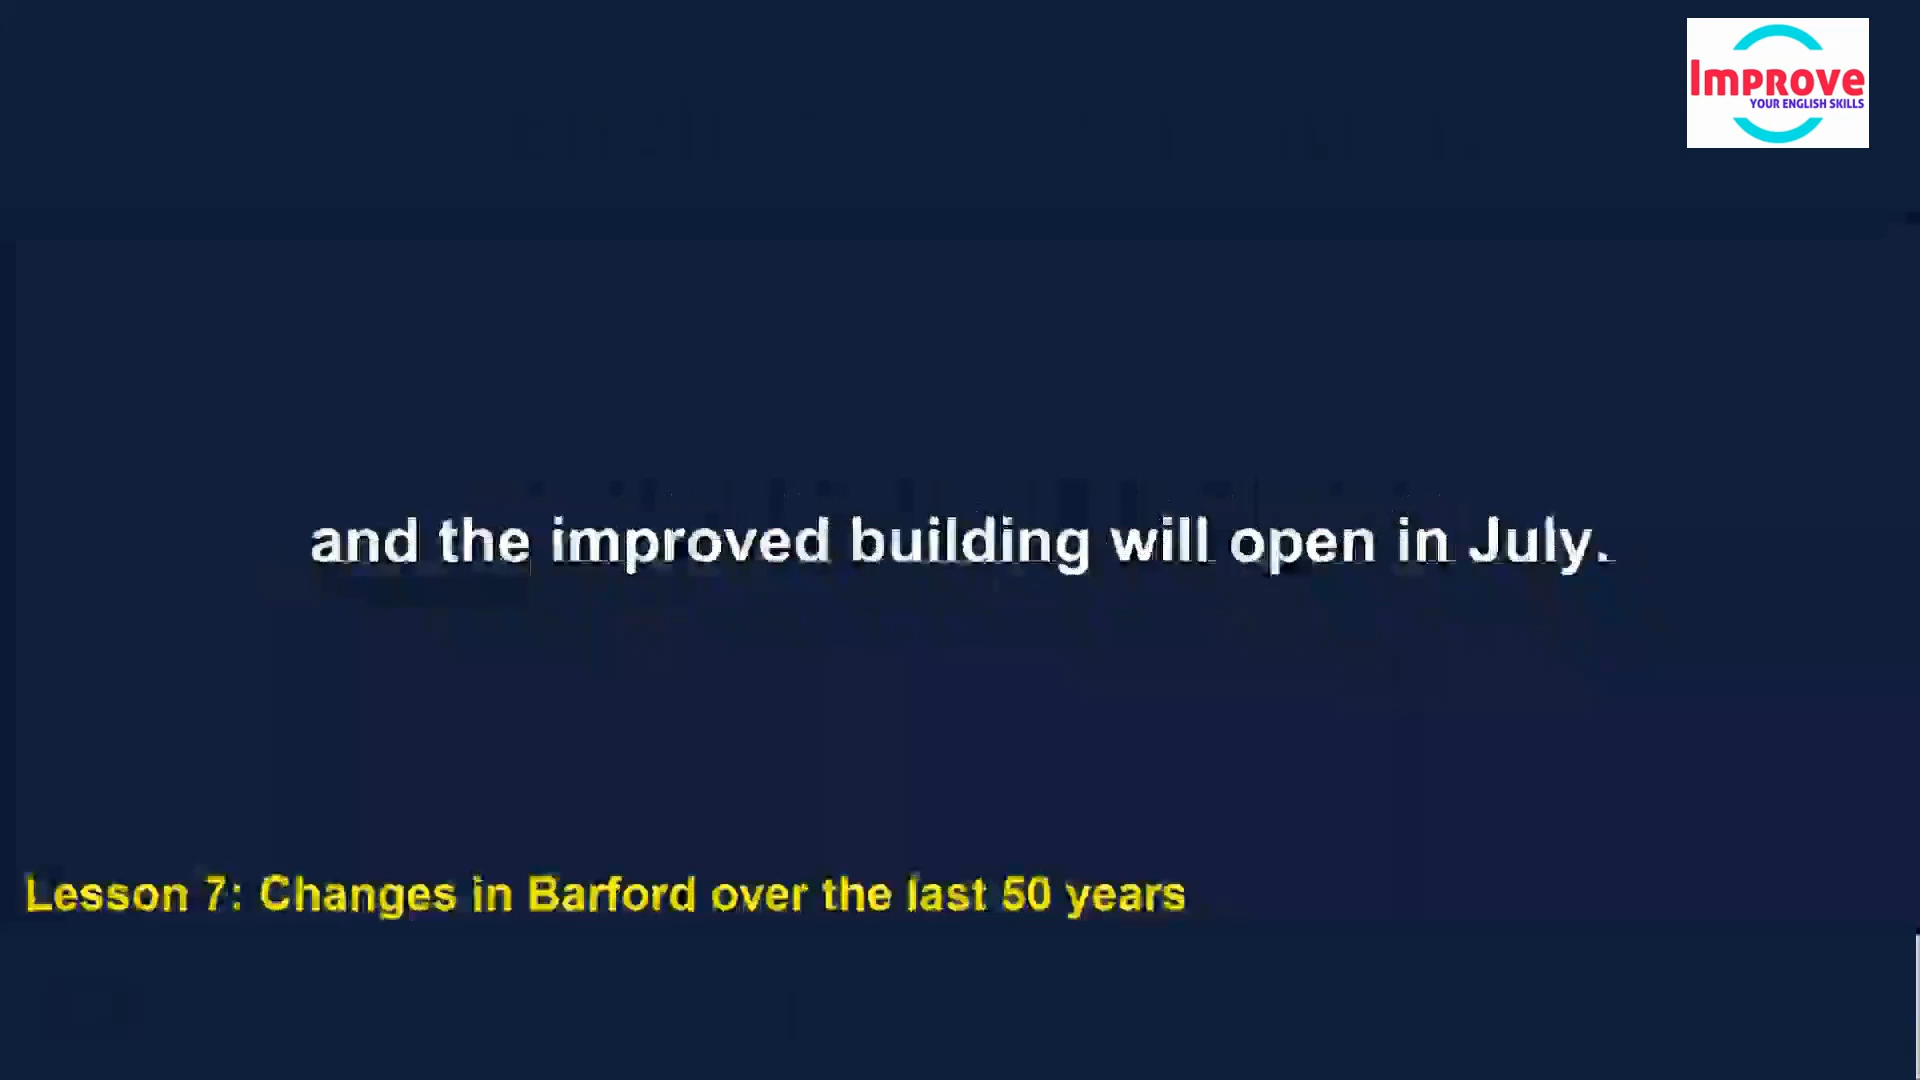 Improve
YOUR ENGLISH SKILLS
and the improved building will open in July.
Lesson 7: Changes in Barford over the last 50 years